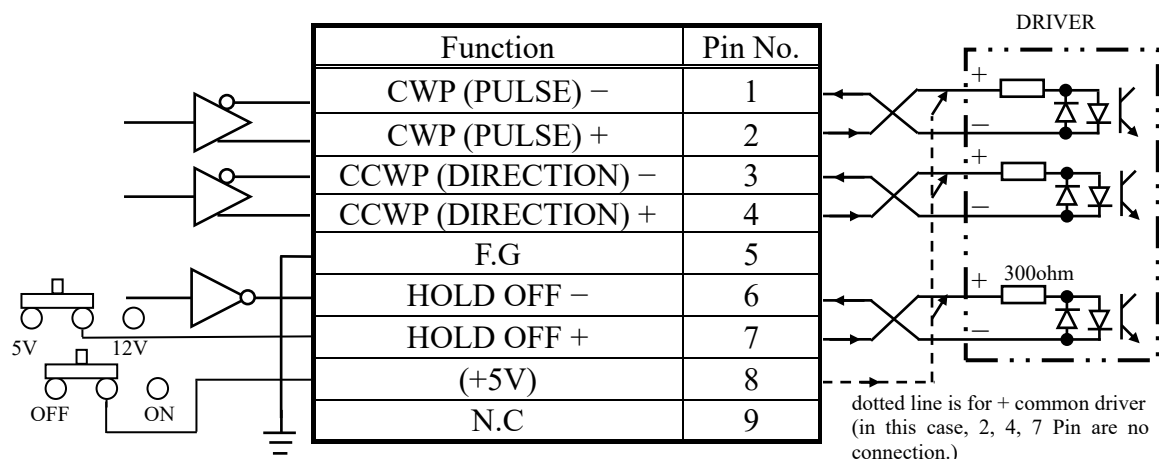 DRIVER
Function Pin No.
CWP (PULSE) − 1
CWP (PULSE) + 2
CCWP (DIRECTION) − 3
CCWP (DIRECTION) + 4
F.G 5
HOLD OFF − 6
HOLD OFF + 7
(+5V) 8
N.C 9
5V 12V
OFF ON
+
−
+
−
+ 300ohm
−
dotted line is for + common driver
(in this case, 2, 4, 7 Pin are no
connection.)